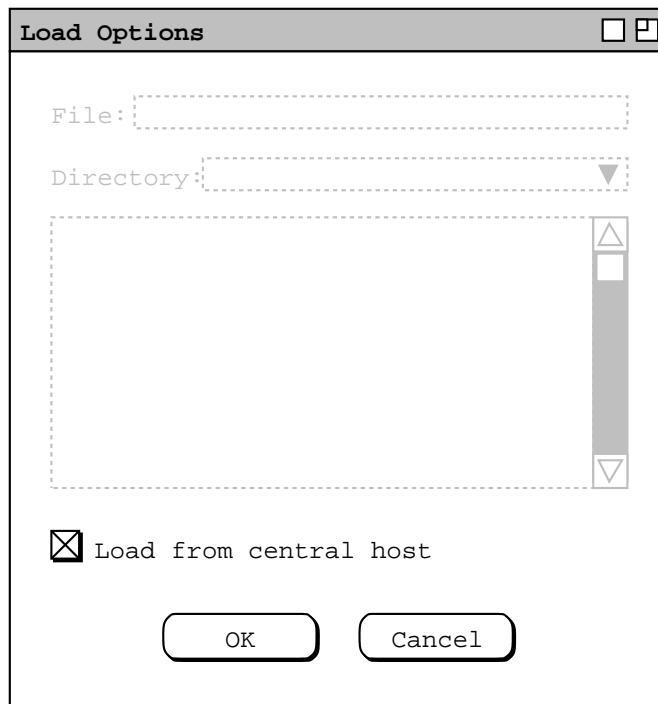 Load Options
File:
Directory:
Load from central host
OK Cancel